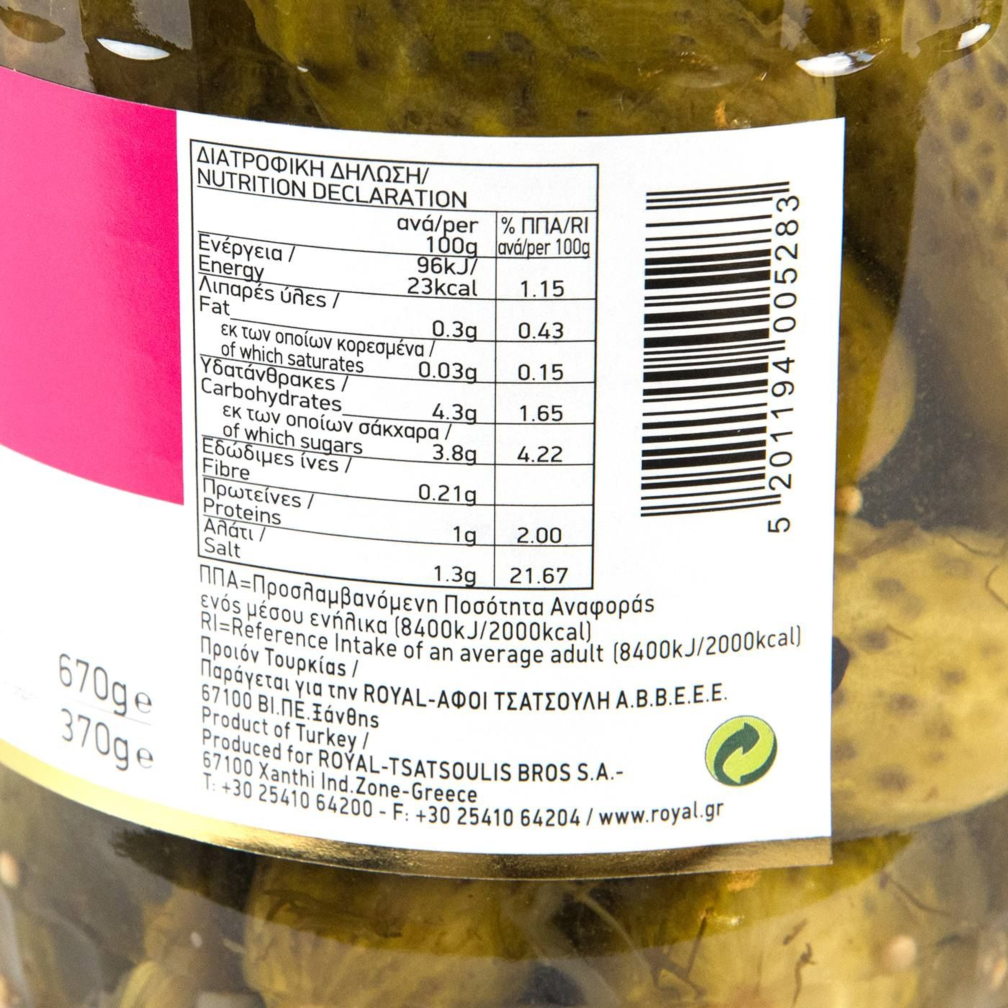 ΔΙΑΤΡΟΦΙΚΗ ΔΗΛΩΣΗ/
NUTRITION DECLARATION
ανά/per 100g
% ΠΠΑ/RI ανά/per 100g
Ενέργεια /
Energy
96kJ/
23kcal 1.15
Λιπαρές ύλες /
Fat 0.3g 0.43
εκ των οποίων κορεσμένα /
of which saturates 0.03g 0.15
Υδατάνθρακες /
Carbohydrates 4.3g 1.65
εκ των οποίων σάκχαρα /
of which sugars 3.8g 4.22
Εδώδιμες ίνες /
Fibre 0.21g
Πρωτεΐνες /
Proteins 1g 2.00
Αλάτι /
Salt 1.3g 21.67
ΠΠΑ=Προσλαμβανόμενη Ποσότητα Αναφοράς
ενός μέσου ενήλικα (8400kJ/2000kcal)
RI=Reference Intake of an average adult (8400kJ/2000kcal)
Προιόν Τουρκίας /
Παράγεται για την ROYAL-ΑΦΟΙ ΤΣΑΤΣΟΥΛΗ Α.Β.Β.Ε.Ε.Ε.
67100 ΒΙ.ΠΕ.Ξάνθης
Product of Turkey /
Produced for ROYAL-TSATSOULIS BROS S.A.-
67100 Xanthi Ind.Zone-Greece
T: +30 25410 64200 - F: +30 25410 64204 / www.royal.gr
670g e
370g e
5 201194 005283